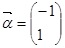 α⃗ = (−1
1)